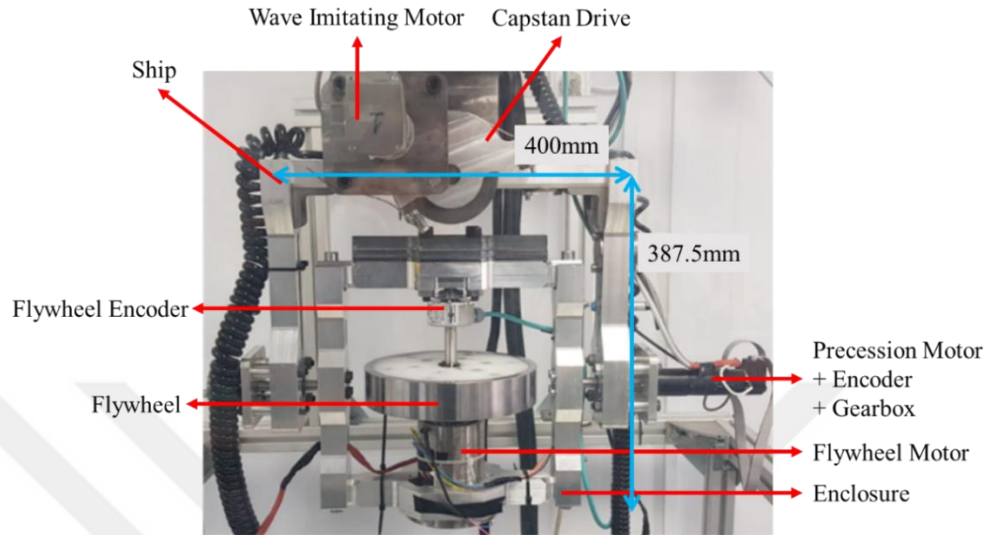 Wave Imitating Motor
Capstan Drive
Ship
400mm
387.5mm
Flywheel Encoder
Precession Motor
+ Encoder
+ Gearbox
Flywheel
Flywheel Motor
Enclosure